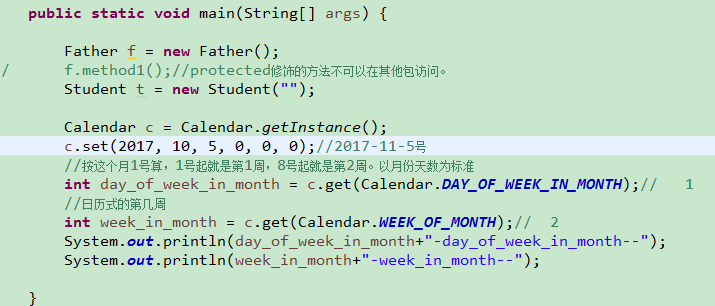 public static void main(String[] args) {
Father f = new Father();
/ f.method1();//protected修饰的方法不可以在其他包访问。
Student t = new Student("");
Calendar c = Calendar.getInstance();
c.set(2017, 10, 5, 0, 0, 0);//2017-11-5号
//按这个月1号算，1号起就是第1周，8号起就是第2周。以月份天数为标准
int day_of_week_in_month = c.get(Calendar.DAY_OF_WEEK_IN_MONTH);// 1
//日历式的第几周
int week_in_month = c.get(Calendar.WEEK_OF_MONTH);// 2
System.out.println(day_of_week_in_month+"-day_of_week_in_month--");
System.out.println(week_in_month+"-week_in_month--");
}